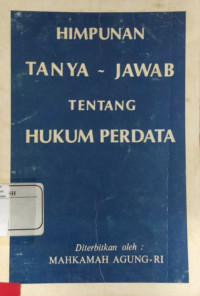 HIMPUNAN
TANYA ~ JAWAB
TENTANG
HUKUM PERDATA
Diterbitkan oleh :
MAHKAMAH AGUNG-RI